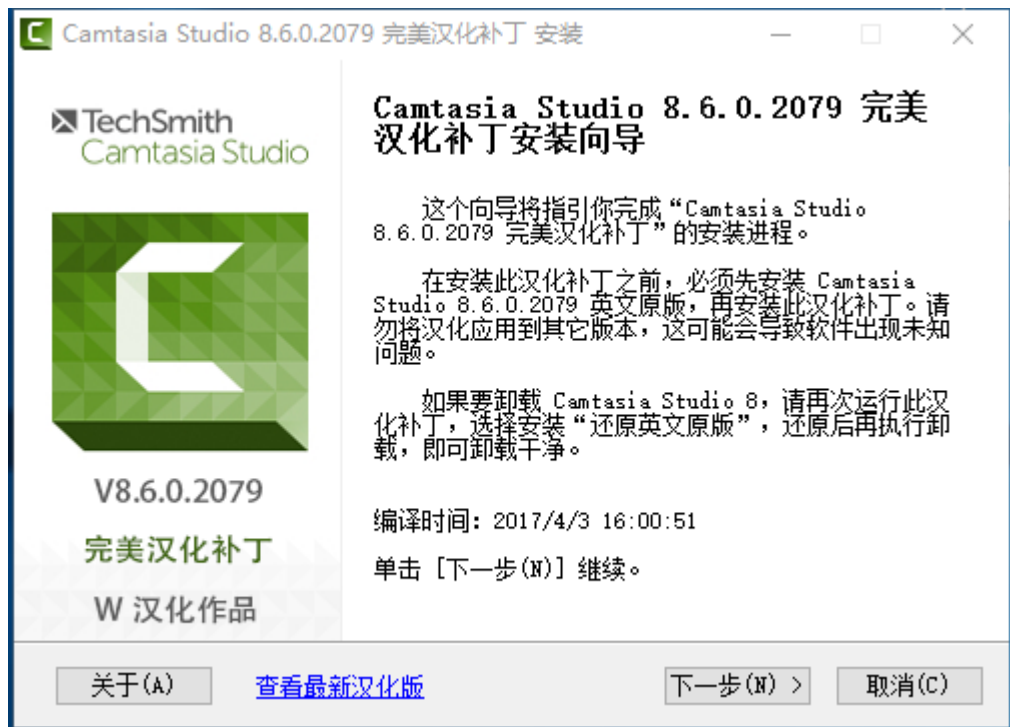 Camtasia Studio 8.6.0.2079 完美汉化补丁 安装
TechSmith
Camtasia Studio
V8.6.0.2079
完美汉化补丁
W 汉化作品
Camtasia Studio 8.6.0.2079 完美
汉化补丁安装向导
这个向导将指引你完成“Camtasia Studio
8.6.0.2079 完美汉化补丁”的安装进程。
在安装此汉化补丁之前，必须先安装 Camtasia
Studio 8.6.0.2079 英文原版，再安装此汉化补丁。请
勿将汉化应用到其它版本，这可能会导致软件出现未知
问题。
如果要卸载 Camtasia Studio 8，请再次运行此汉
化补丁，选择安装“还原英文原版”，还原后再执行卸
载，即可卸载干净。
编译时间：2017/4/3 16:00:51
单击 [下一步(N)] 继续。
关于(A)
查看最新汉化版
下一步(N) >
取消(C)